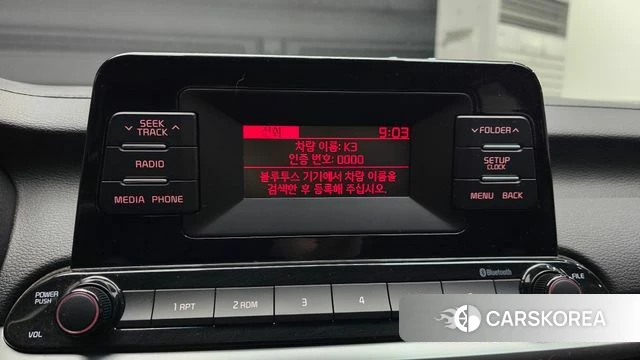 SEEK
TRACK
RADIO
MEDIA PHONE
전화 9:03
차량 이름: K3
인증 번호: 0000
블루투스 기기에서 차량 이름을
검색한 후 등록해 주십시오.
FOLDER
SETUP
CLOCK
MENU BACK
Bluetooth
POWER
PUSH
VOL
1 RPT
2 RDM
3
4
FILE
CARSKOREA